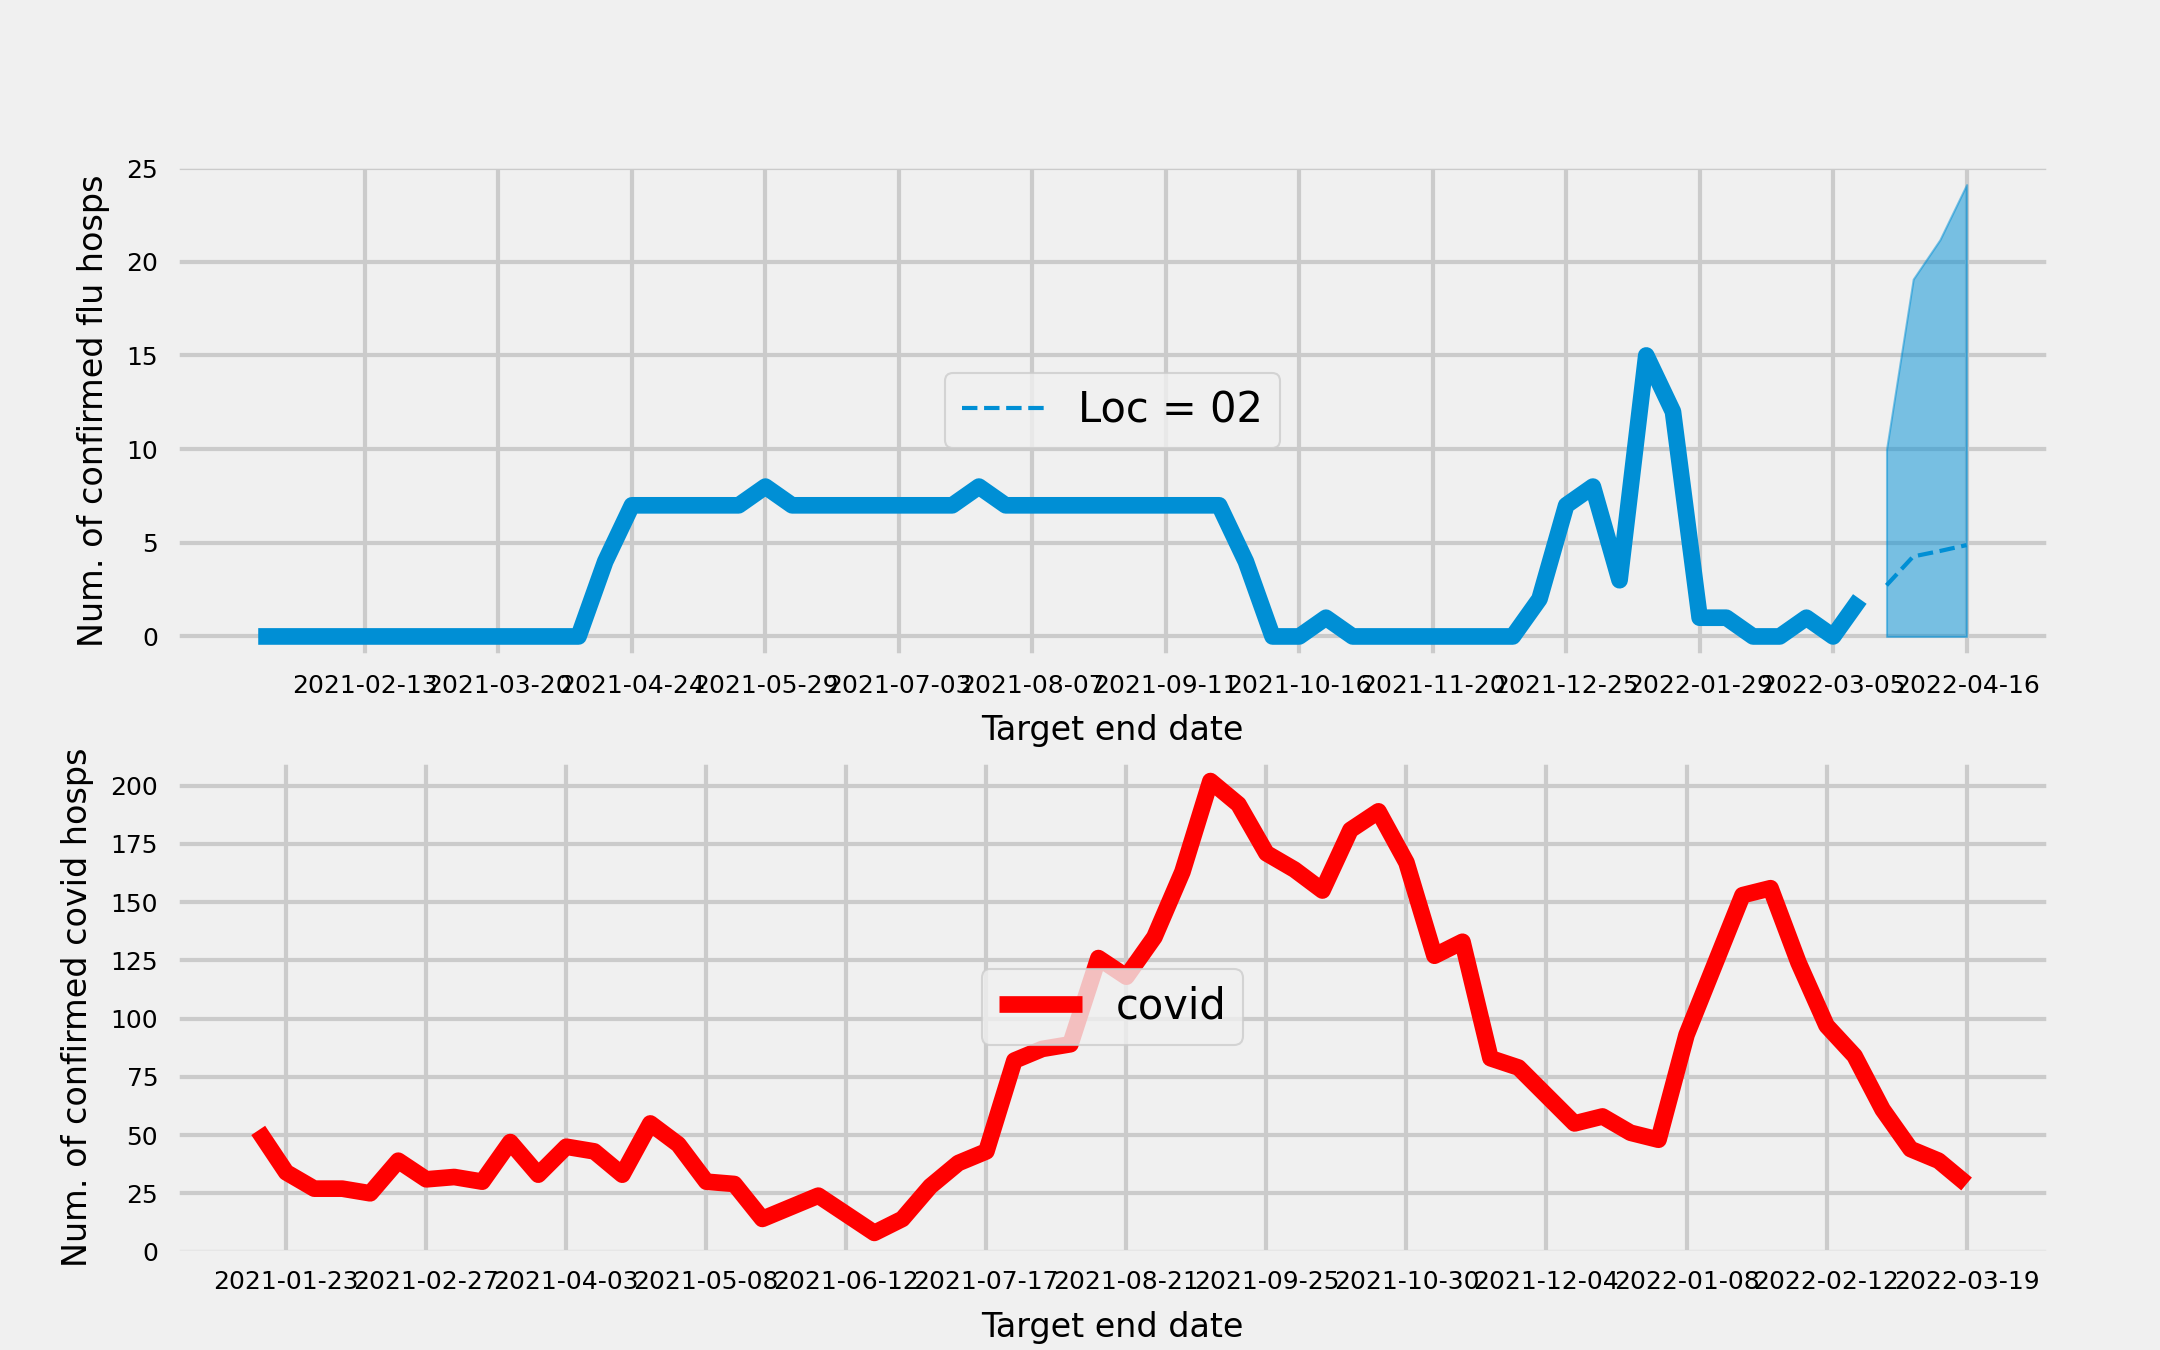 Num. of confirmed flu hosps
25
20
15
10
5
0
Loc = 02
2021-02-13 2021-03-20 2021-04-24 2021-05-29 2021-07-03 2021-08-07 2021-09-11 2021-10-16 2021-11-20 2021-12-25 2022-01-29 2022-03-05 2022-04-16
Target end date
Num. of confirmed covid hosps
200
175
150
125
100
75
50
25
0
covid
2021-01-23 2021-02-27 2021-04-03 2021-05-08 2021-06-12 2021-07-17 2021-08-21 2021-09-25 2021-10-30 2021-12-04 2022-01-08 2022-02-12 2022-03-19
Target end date